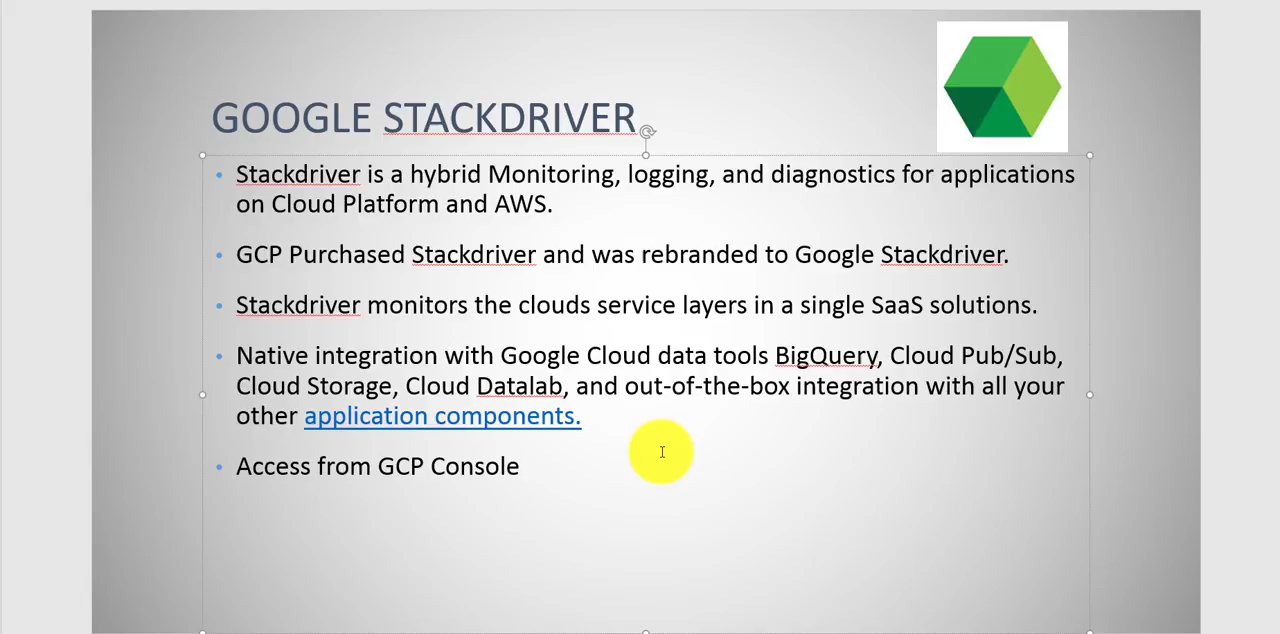 GOOGLE STACKDRIVER
Stackdriver is a hybrid Monitoring, logging, and diagnostics for applications
on Cloud Platform and AWS.
GCP Purchased Stackdriver and was rebranded to Google Stackdriver.
Stackdriver monitors the clouds service layers in a single SaaS solutions.
Native integration with Google Cloud data tools BigQuery, Cloud Pub/Sub,
Cloud Storage, Cloud Datalab, and out-of-the-box integration with all your
other application components.
Access from GCP Console